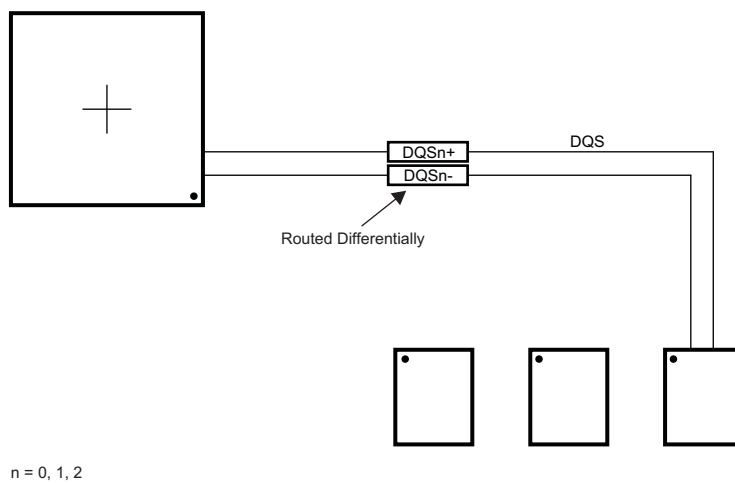 DQS
DQSn+
DQSn-
Routed Differentially
n = 0, 1, 2